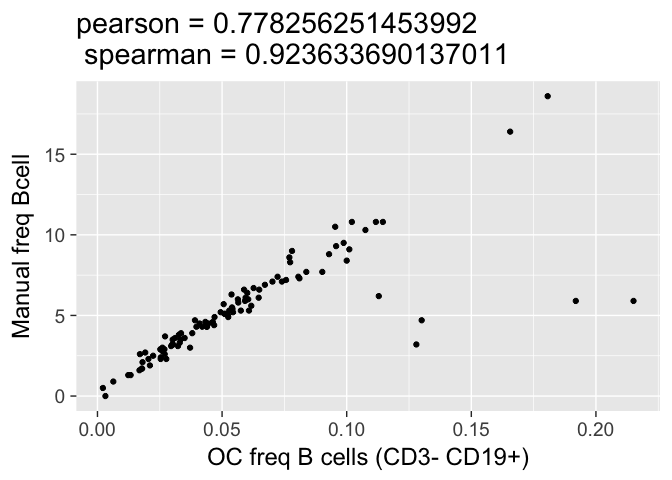 pearson = 0.778256251453992
spearman = 0.923633690137011
Manual freq Bcell
15
10
5
0
0.00 0.05 0.10 0.15 0.20
OC freq B cells (CD3- CD19+)